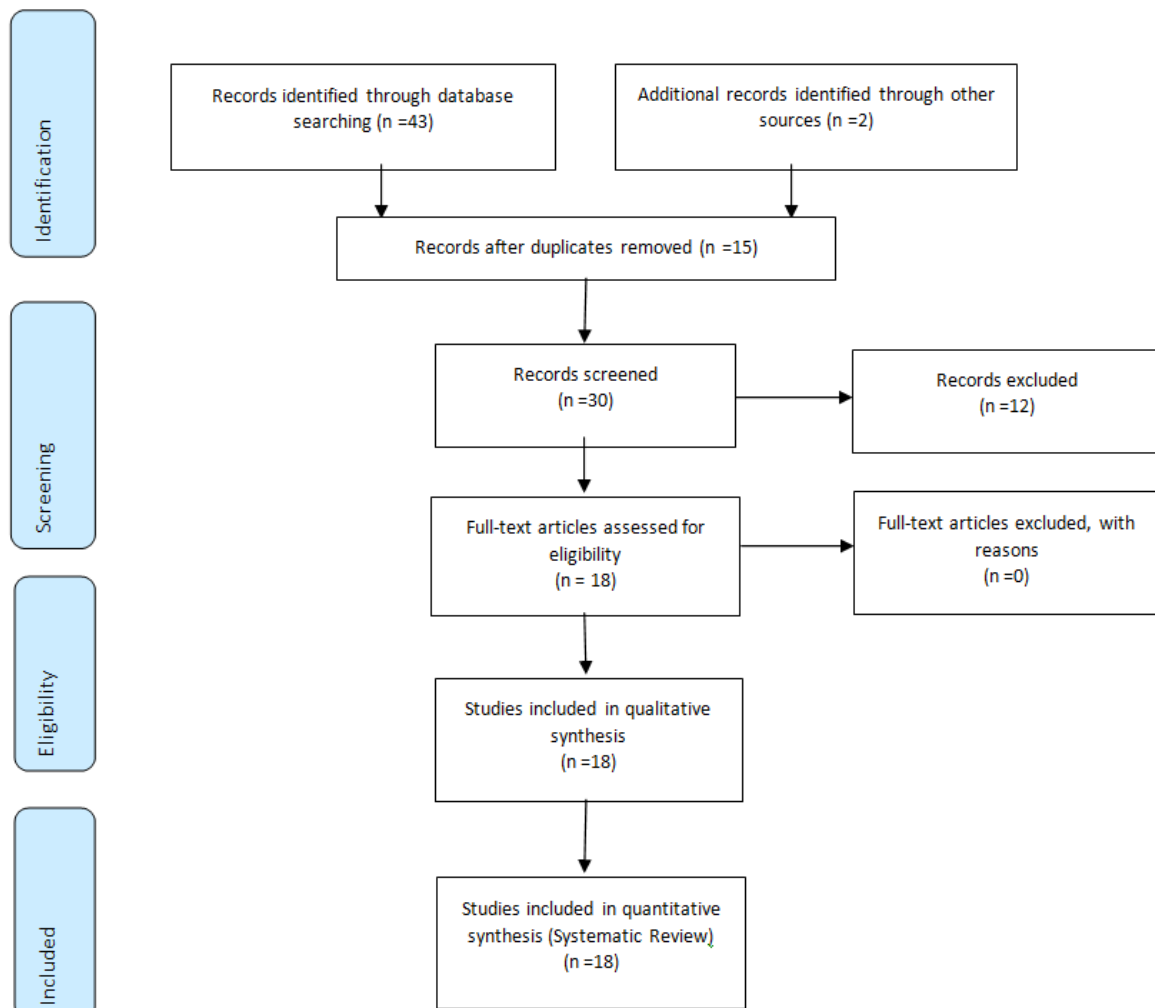 Identification
Records identified through database
searching (n =43)
Additional records identified through other
sources (n =2)
Records after duplicates removed (n =15)
Screening
Records screened
(n =30)
Records excluded
(n =12)
Full-text articles assessed for
eligibility
(n = 18)
Full-text articles excluded, with
reasons
(n =0)
Eligibility
Studies included in qualitative
synthesis
(n =18)
Included
Studies included in quantitative
synthesis (Systematic Review)
(n =18)